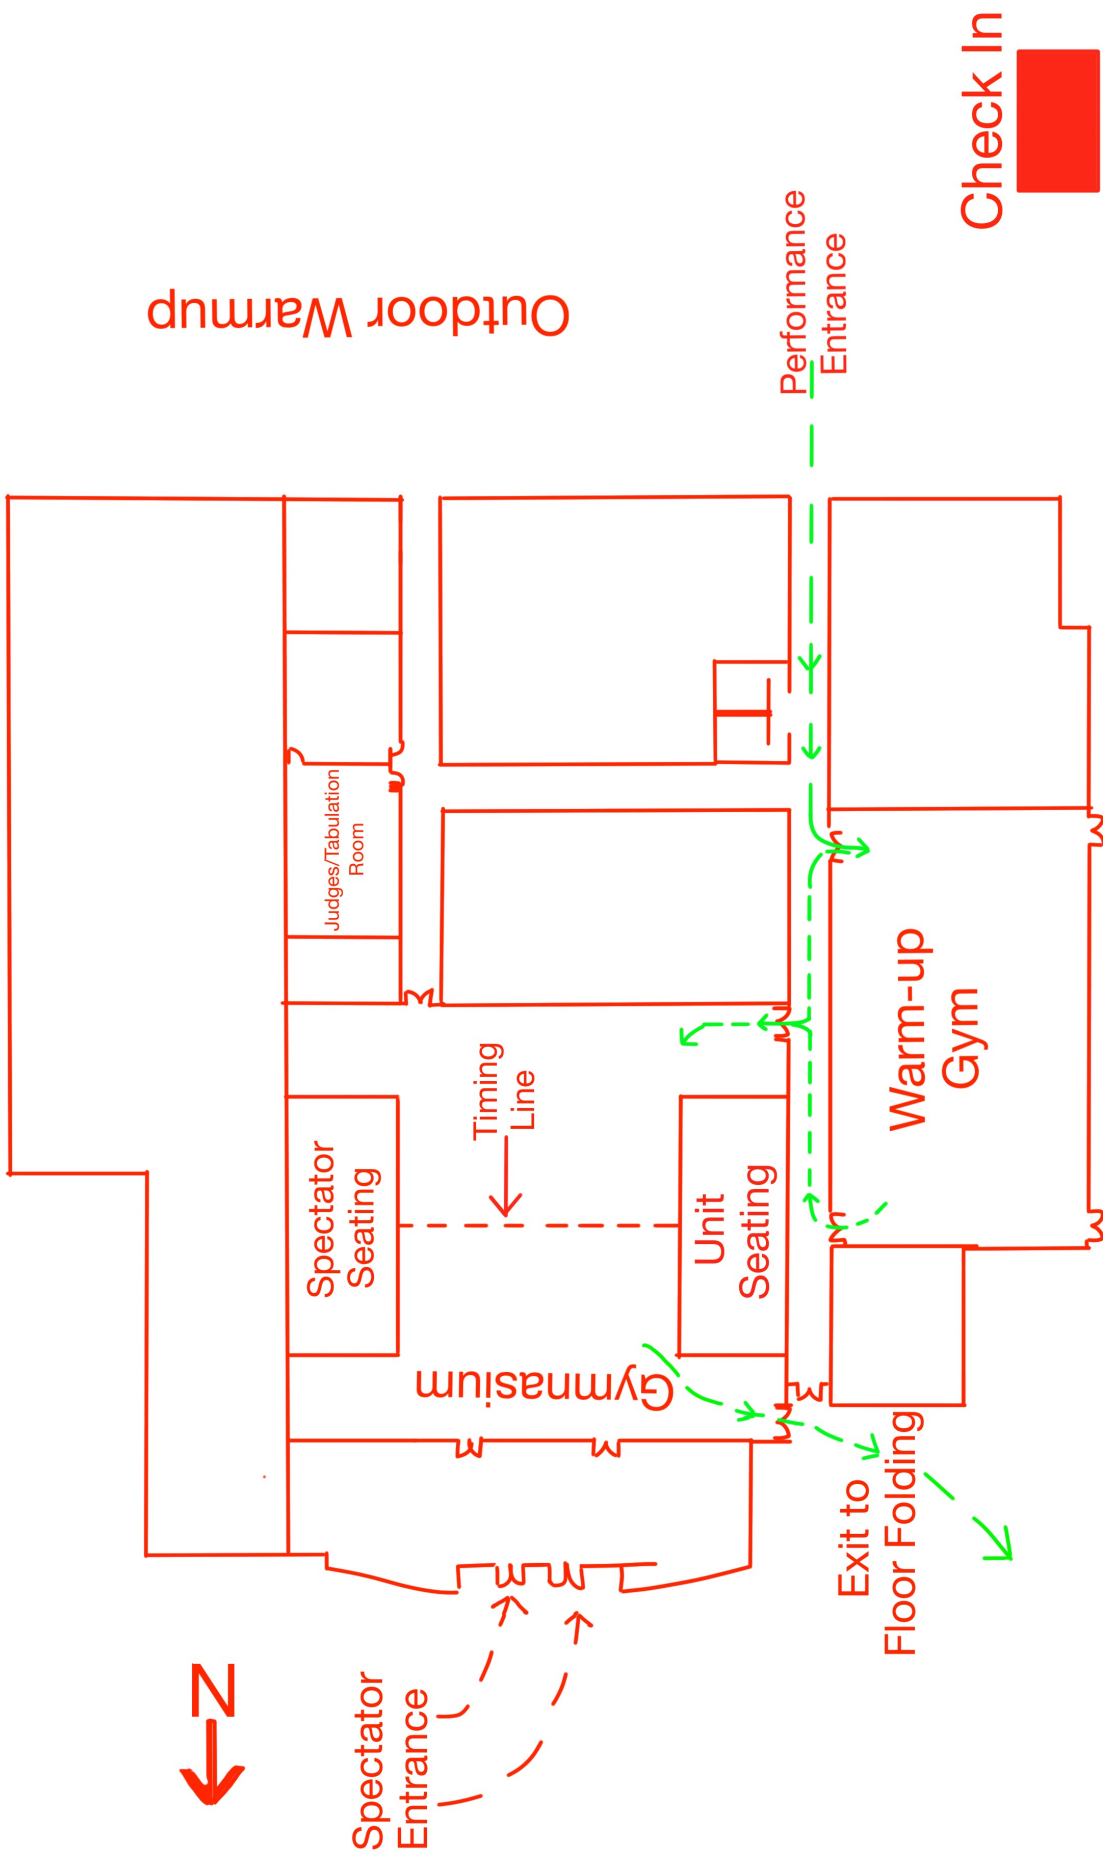 Check In
Outdoor Warmup
Performance
Entrance
Judges/Tabulation
Room
Timing
Line
Warm-up
Gym
Spectator
Seating
Unit
Seating
Gymnasium
Exit to
Floor Folding
N
Spectator
Entrance